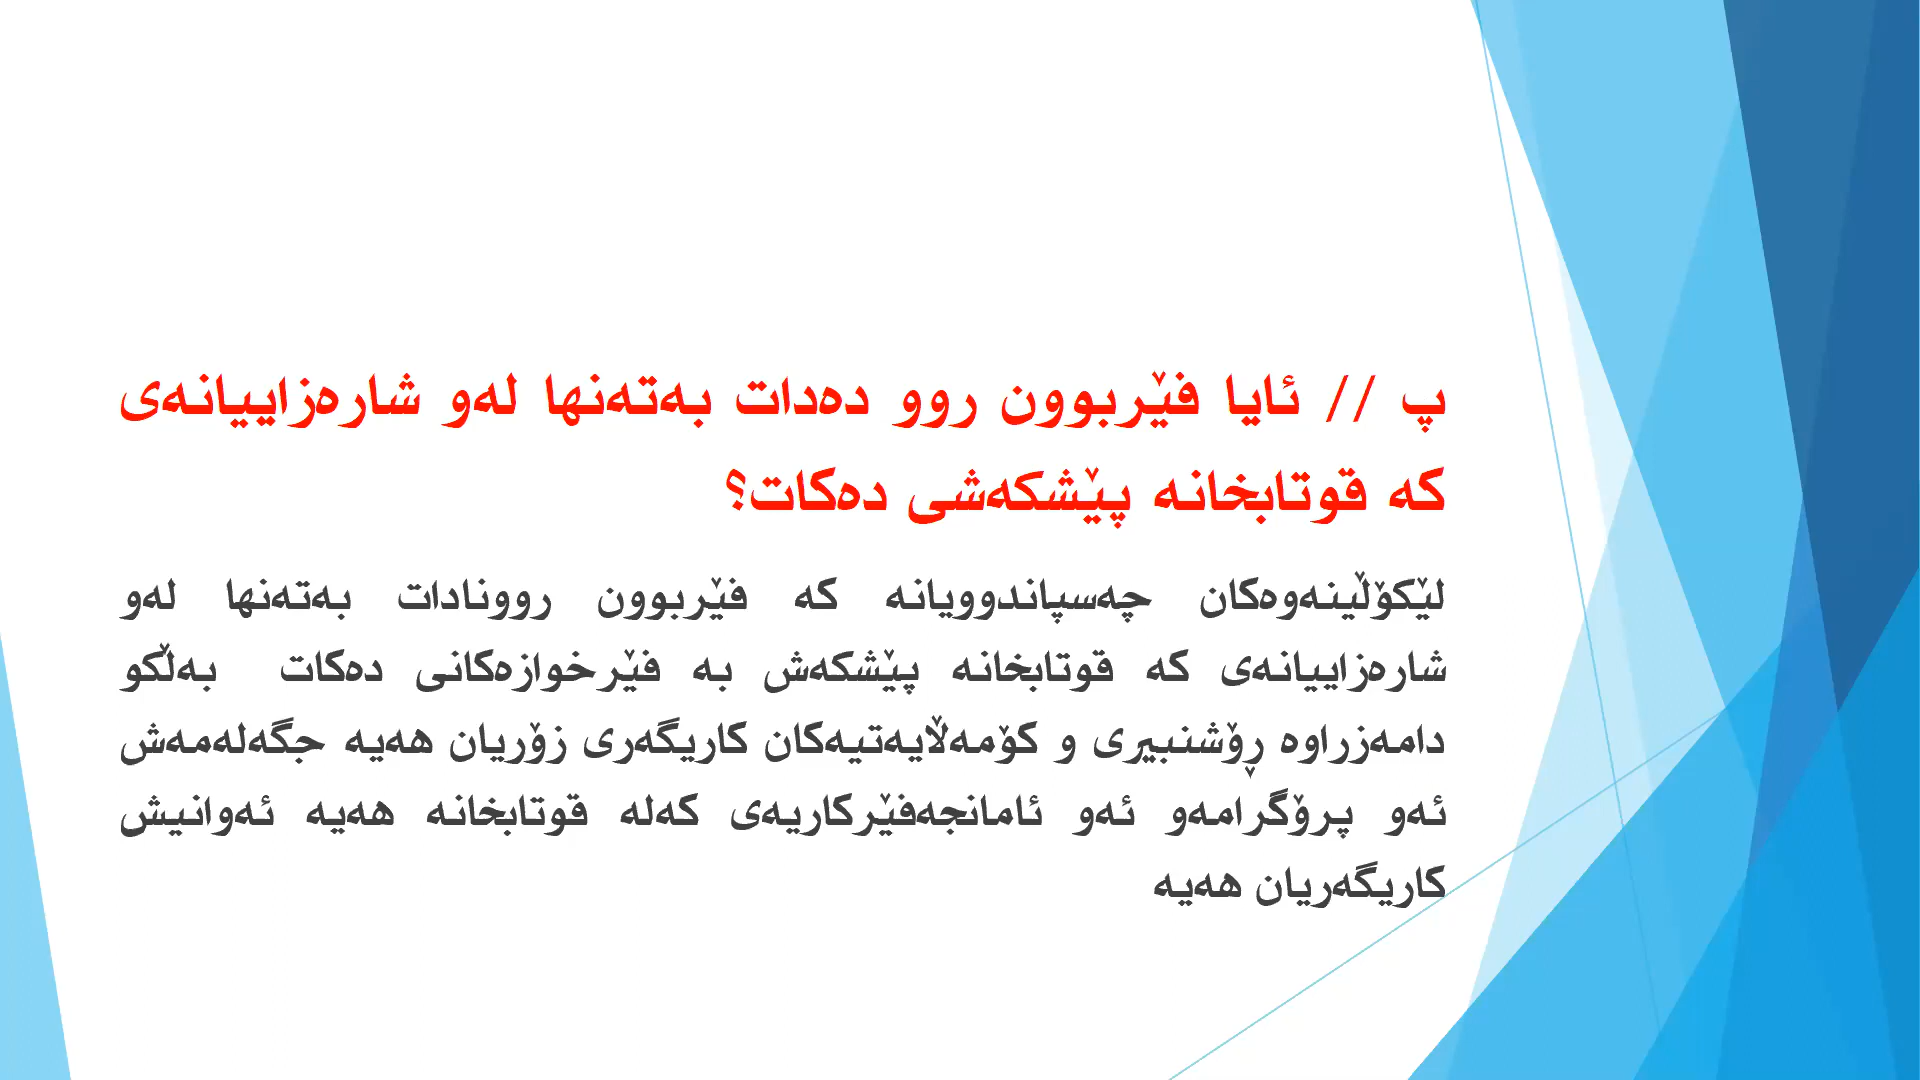 پ // ئایا فێربوون روو دەدات بەتەنها لەو شارەزاییانەی
کە قوتابخانە پێشکەشی دەکات؟
لێکۆڵینەوەکان چەسپاندوویانە کە فێربوون روونادات بەتەنها لەو
شارەزاییانەی کە قوتابخانە پێشکەش بە فێرخوازەکانی دەکات بەڵکو
دامەزراوە ڕۆشنبیری و کۆمەڵایەتیەکان کاریگەری زۆریان هەیە جگەلەمەش
ئەو پرۆگرامەو ئەو ئامانجەفێرکاریەی کەلە قوتابخانە هەیە ئەوانیش
کاریگەریان هەیە